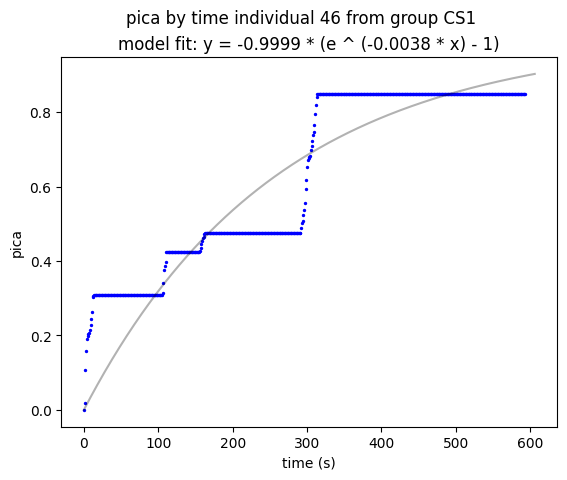 pica by time individual 46 from group CS1
model fit: y = -0.9999 * (e ^ (-0.0038 * x) - 1)
0.8
0.6
0.4
0.2
0.0
pica
0 100 200 300 400 500 600
time (s)